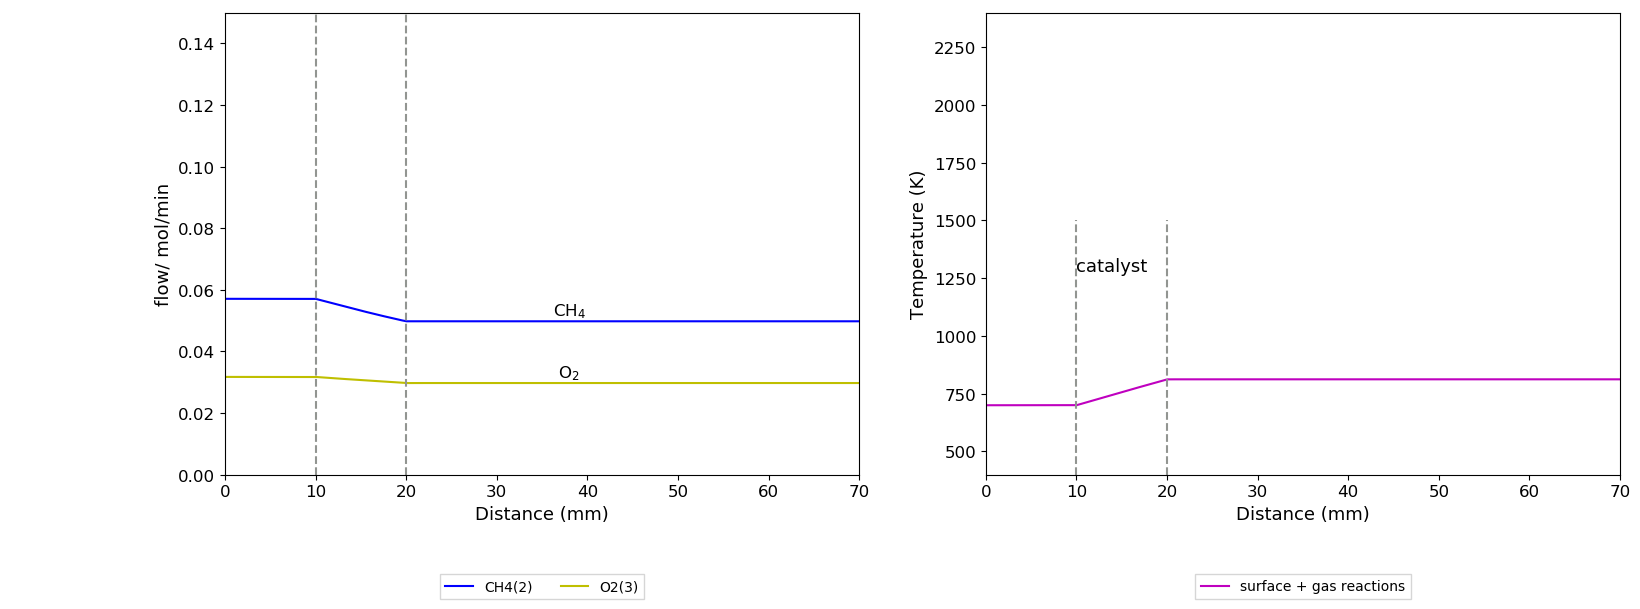 0.14
0.12
0.10
0.08
0.06
0.04
0.02
0.00
flow/ mol/min
CH₄
O₂
0 10 20 30 40 50 60 70
Distance (mm)
CH4(2) O2(3)
2250
2000
1750
1500
1250
1000
750
500
Temperature (K)
catalyst
0 10 20 30 40 50 60 70
Distance (mm)
surface + gas reactions